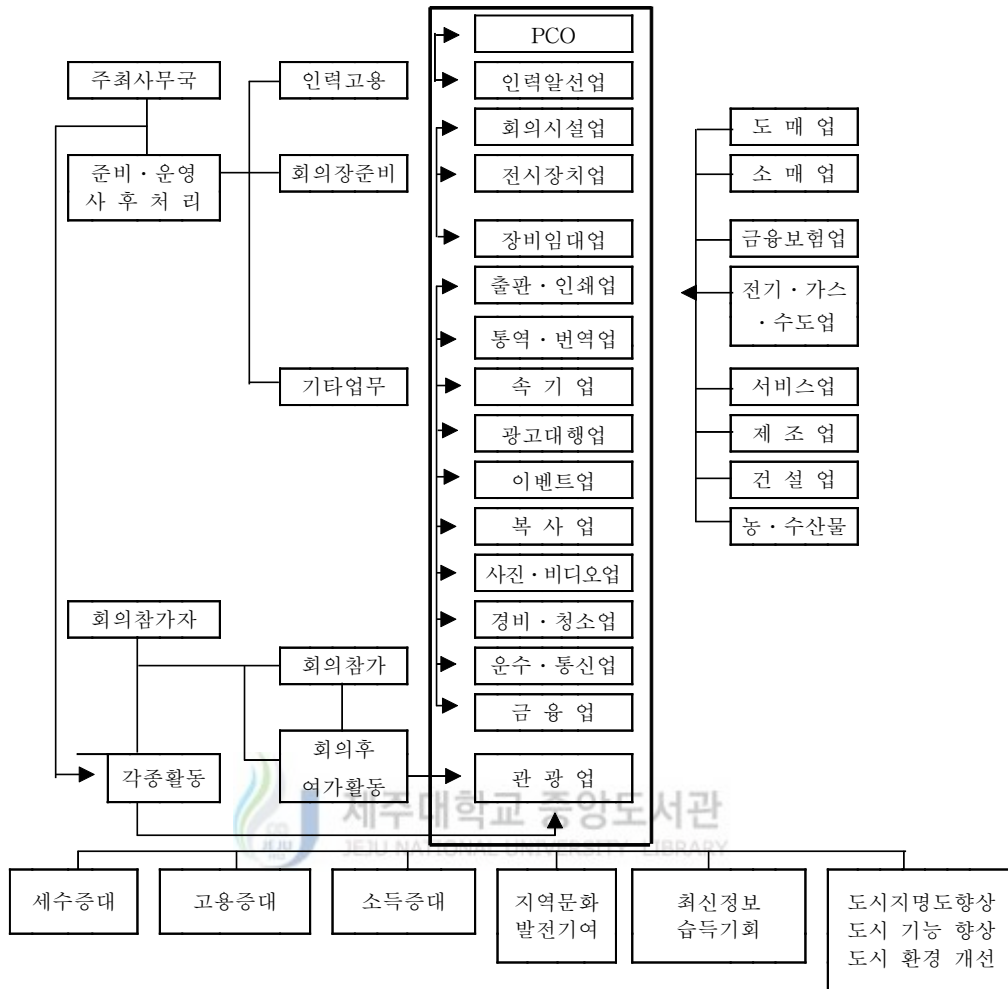 주최사무국
준비·운영
사 후 처 리
인력고용
회의장준비
기타업무
회의참가자
회의참가
각종활동
회의후
여가활동
PCO
인력알선업
회의시설업
전시장치업
장비임대업
출판·인쇄업
통역·번역업
속 기 업
광고대행업
이벤트업
복 사 업
사진·비디오업
경비·청소업
운수·통신업
금 융 업
관 광 업
도 매 업
소 매 업
금융보험업
전기·가스
·수도업
서비스업
제 조 업
건 설 업
농·수산물
제주대학교 중앙도서관
JEJU NATIONAL UNIVERSITY LIBRARY
세수증대
고용증대
소득증대
지역문화
발전기여
최신정보
습득기회
도시지명도향상
도시 기능 향상
도시 환경 개선